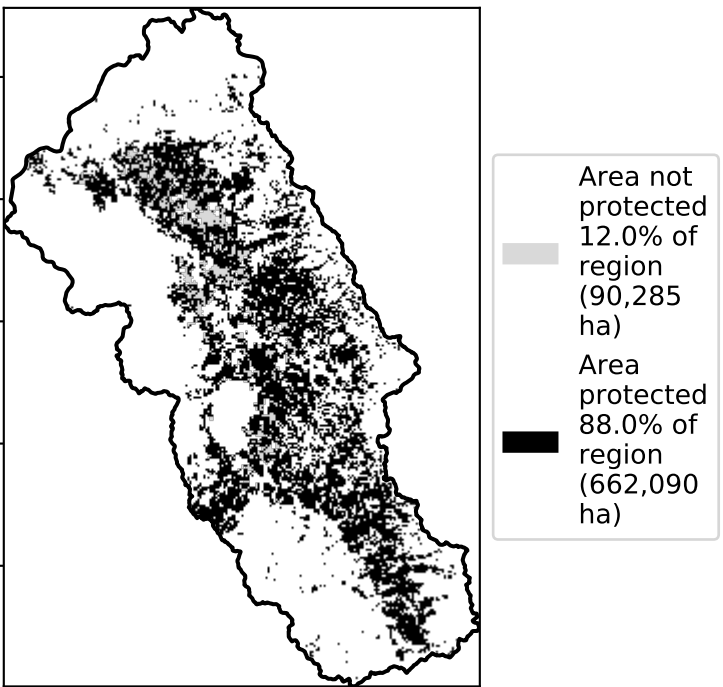 Area not
protected
12.0% of
region
(90,285
ha)
Area
protected
88.0% of
region
(662,090
ha)